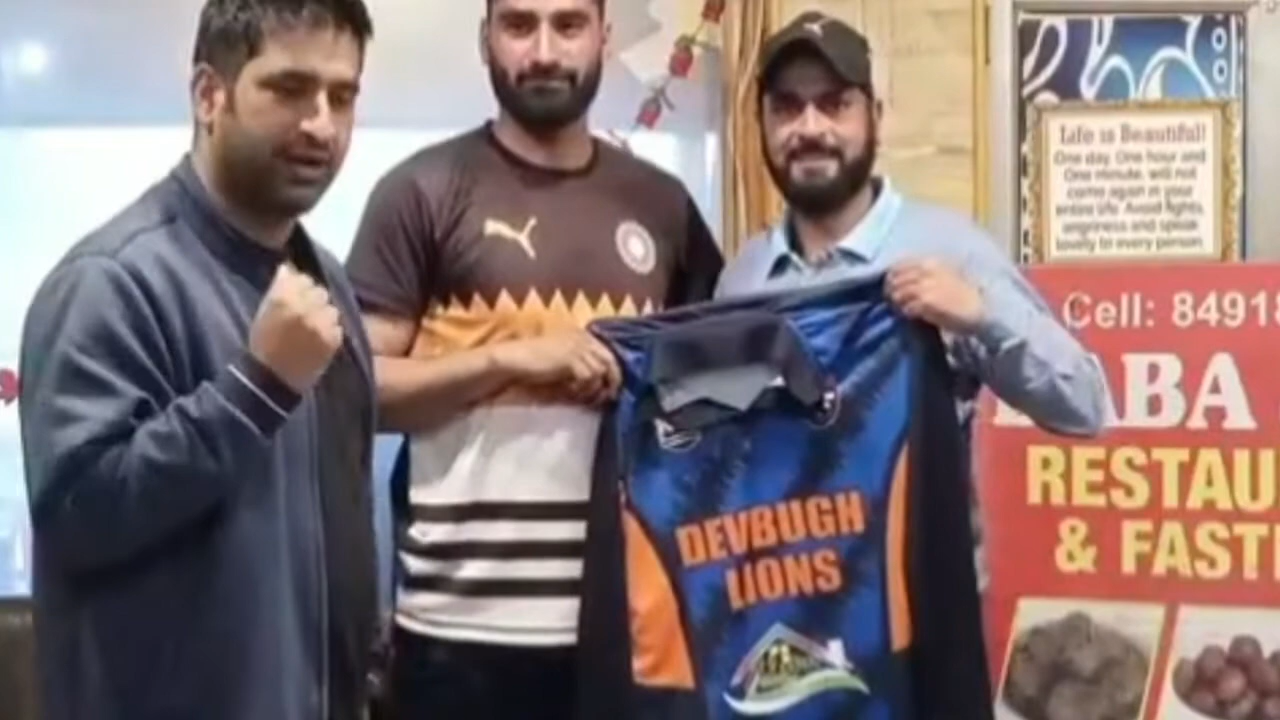 Life is Beautiful!
One day, One hour and
One minute, will not
come again in your
entire life. Avoid fights,
angriness and speak
lovely to every person.
Cell: 8491
ABA
RESTAU
& FAST
DEVBUGH
LIONS